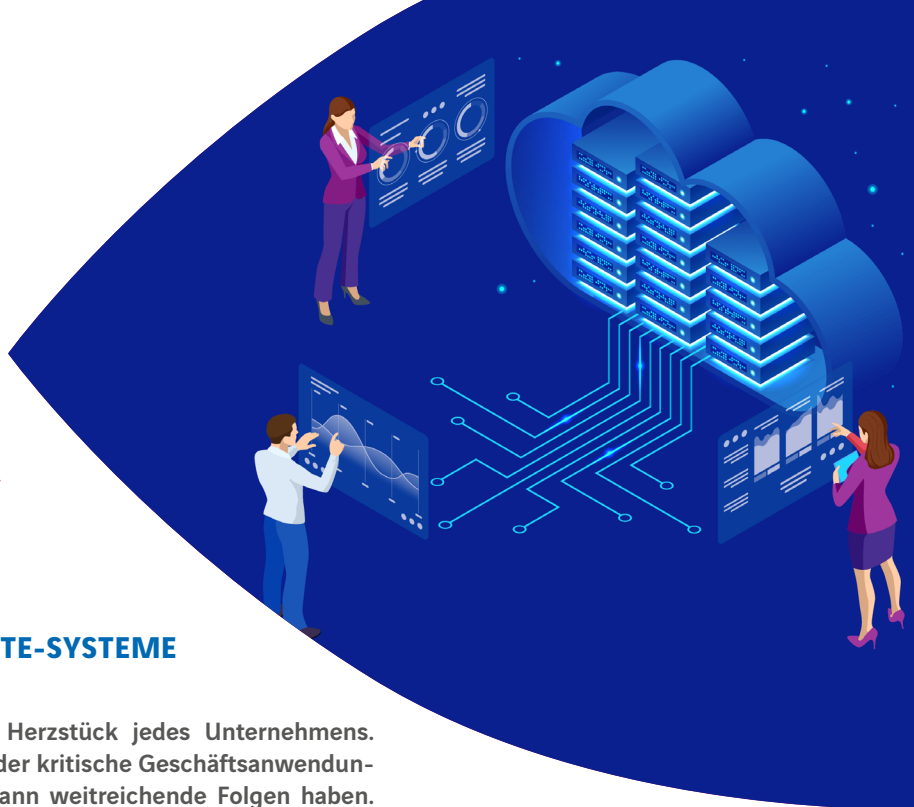 TE-SYSTEME
Herzstück jedes Unternehmens.
der kritische Geschäftsanwendun-
ann weitreichende Folgen haben.